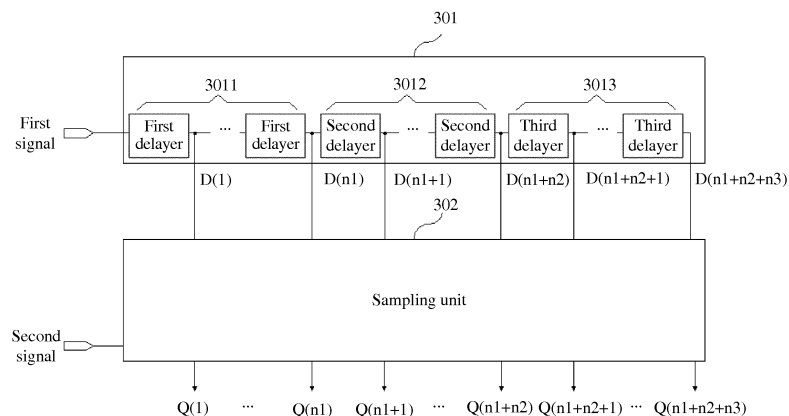 301
3011 3012 3013
First signal
First delayer ... First delayer Second delayer ... Second delayer Third delayer ... Third delayer
D(1) D(n1) D(n1+1) D(n1+n2) D(n1+n2+1) D(n1+n2+n3)
302
Sampling unit
Second signal
Q(1) ... Q(n1) Q(n1+1) ... Q(n1+n2) Q(n1+n2+1) ... Q(n1+n2+n3)